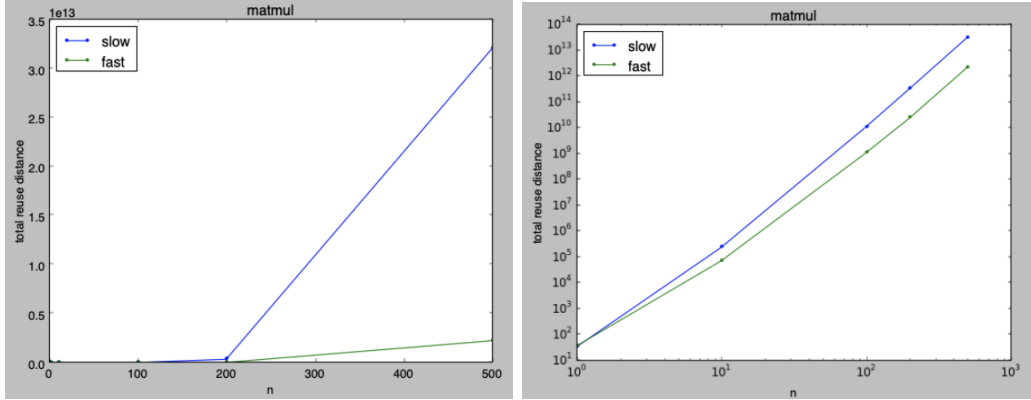 matmul
1e13
3.5
3.0
2.5
2.0
1.5
1.0
0.5
0.0
slow
fast
total reuse distance
0
100
200
300
400
500
n
matmul
10^14
10^13
10^12
10^11
10^10
10^9
10^8
10^7
10^6
10^5
10^4
10^3
10^2
10^1
slow
fast
total reuse distance
10^0
10^1
10^2
10^3
n